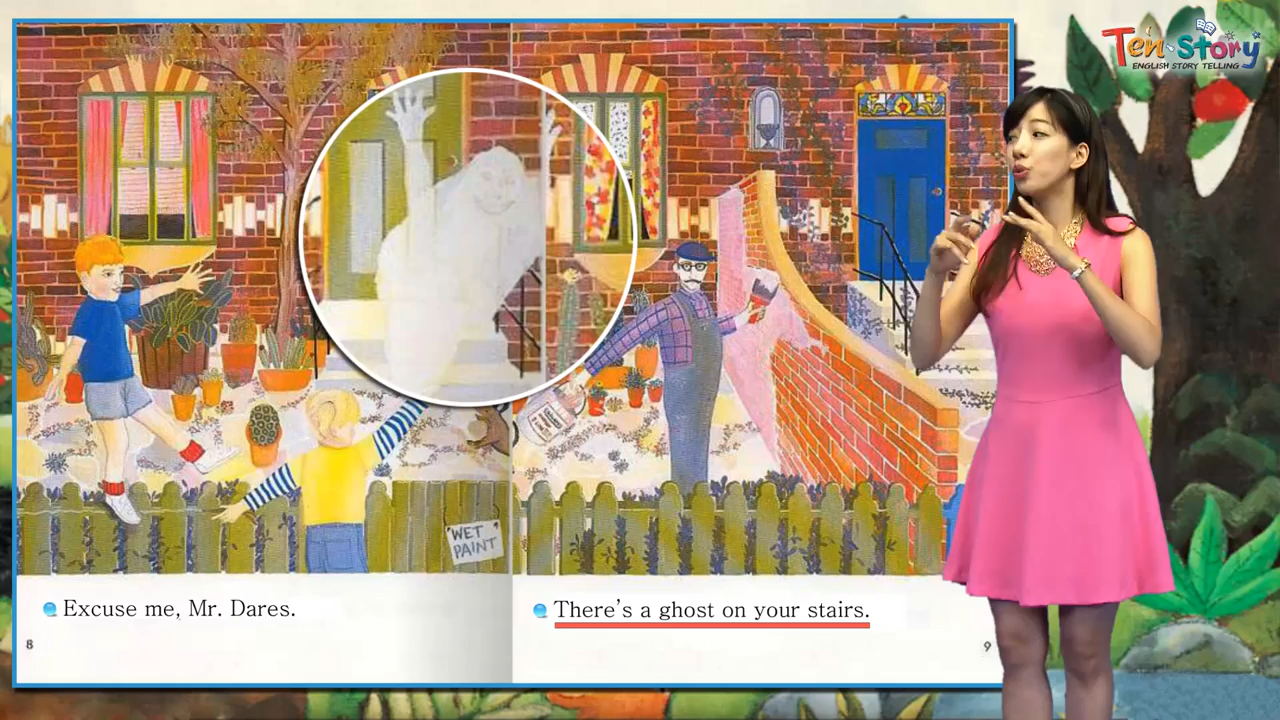 Ten Story
ENGLISH STORY TELLING
'WET
PAINT'
Excuse me, Mr. Dares.
There's a ghost on your stairs.
8
9